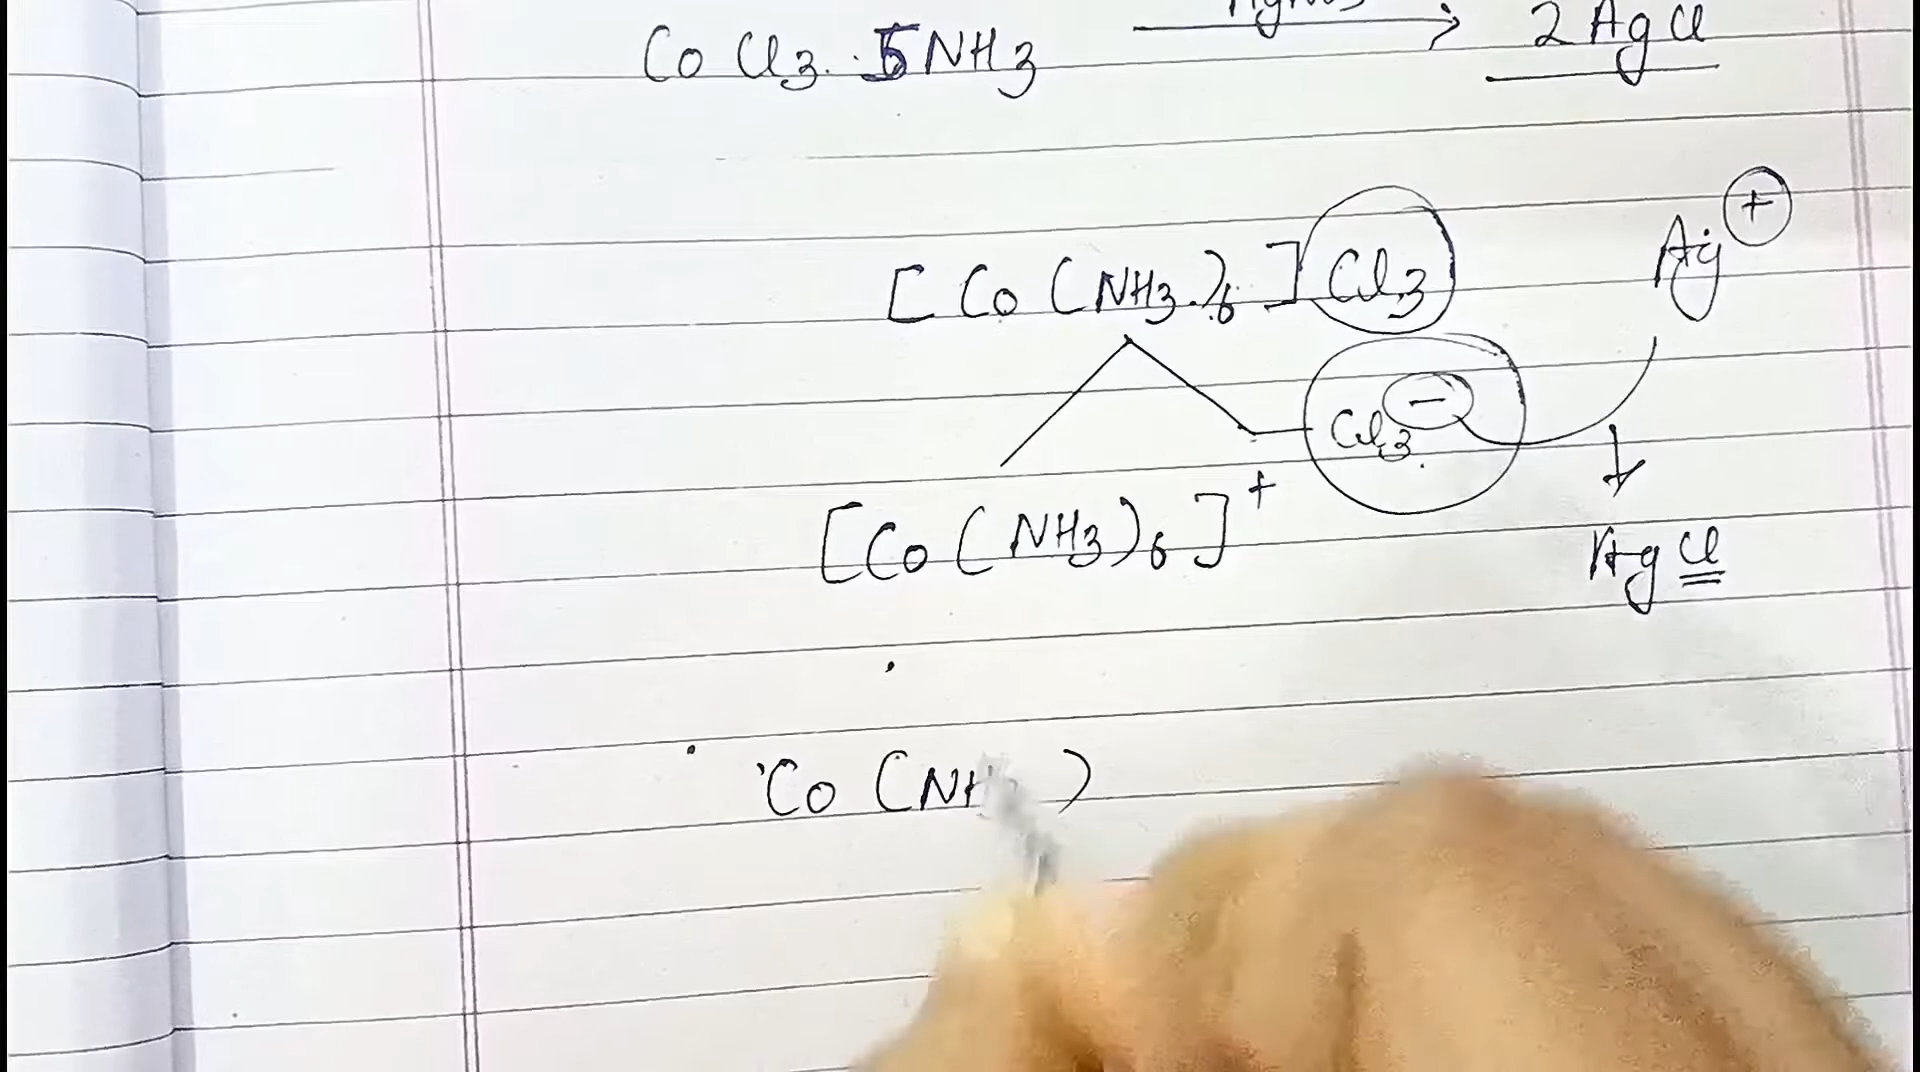 CoCl3.5NH3 → 2AgCl
[Co(NH3)6]Cl3 Ag+
Cl3-
[Co(NH3)6]+ AgCl
Co(NH )